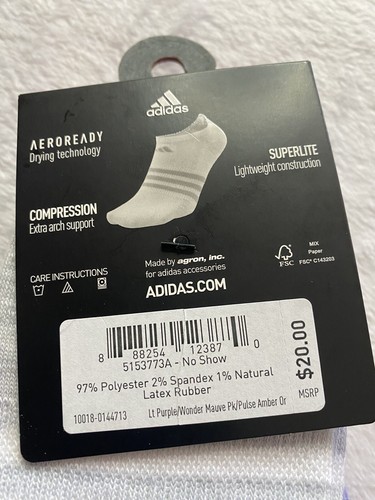 adidas
AEROREADY
Drying technology
SUPERLITE
Lightweight construction
COMPRESSION
Extra arch support
Made by agron, inc.
for adidas accessories
ADIDAS.COM
CARE INSTRUCTIONS
FSC
MIX
Paper
FSC® C143203
8 88254 12387 0
5153773A - No Show
97% Polyester 2% Spandex 1% Natural
Latex Rubber
10018-0144713
Lt Purple/Wonder Mauve Pk/Pulse Amber Or
$20.00
MSRP